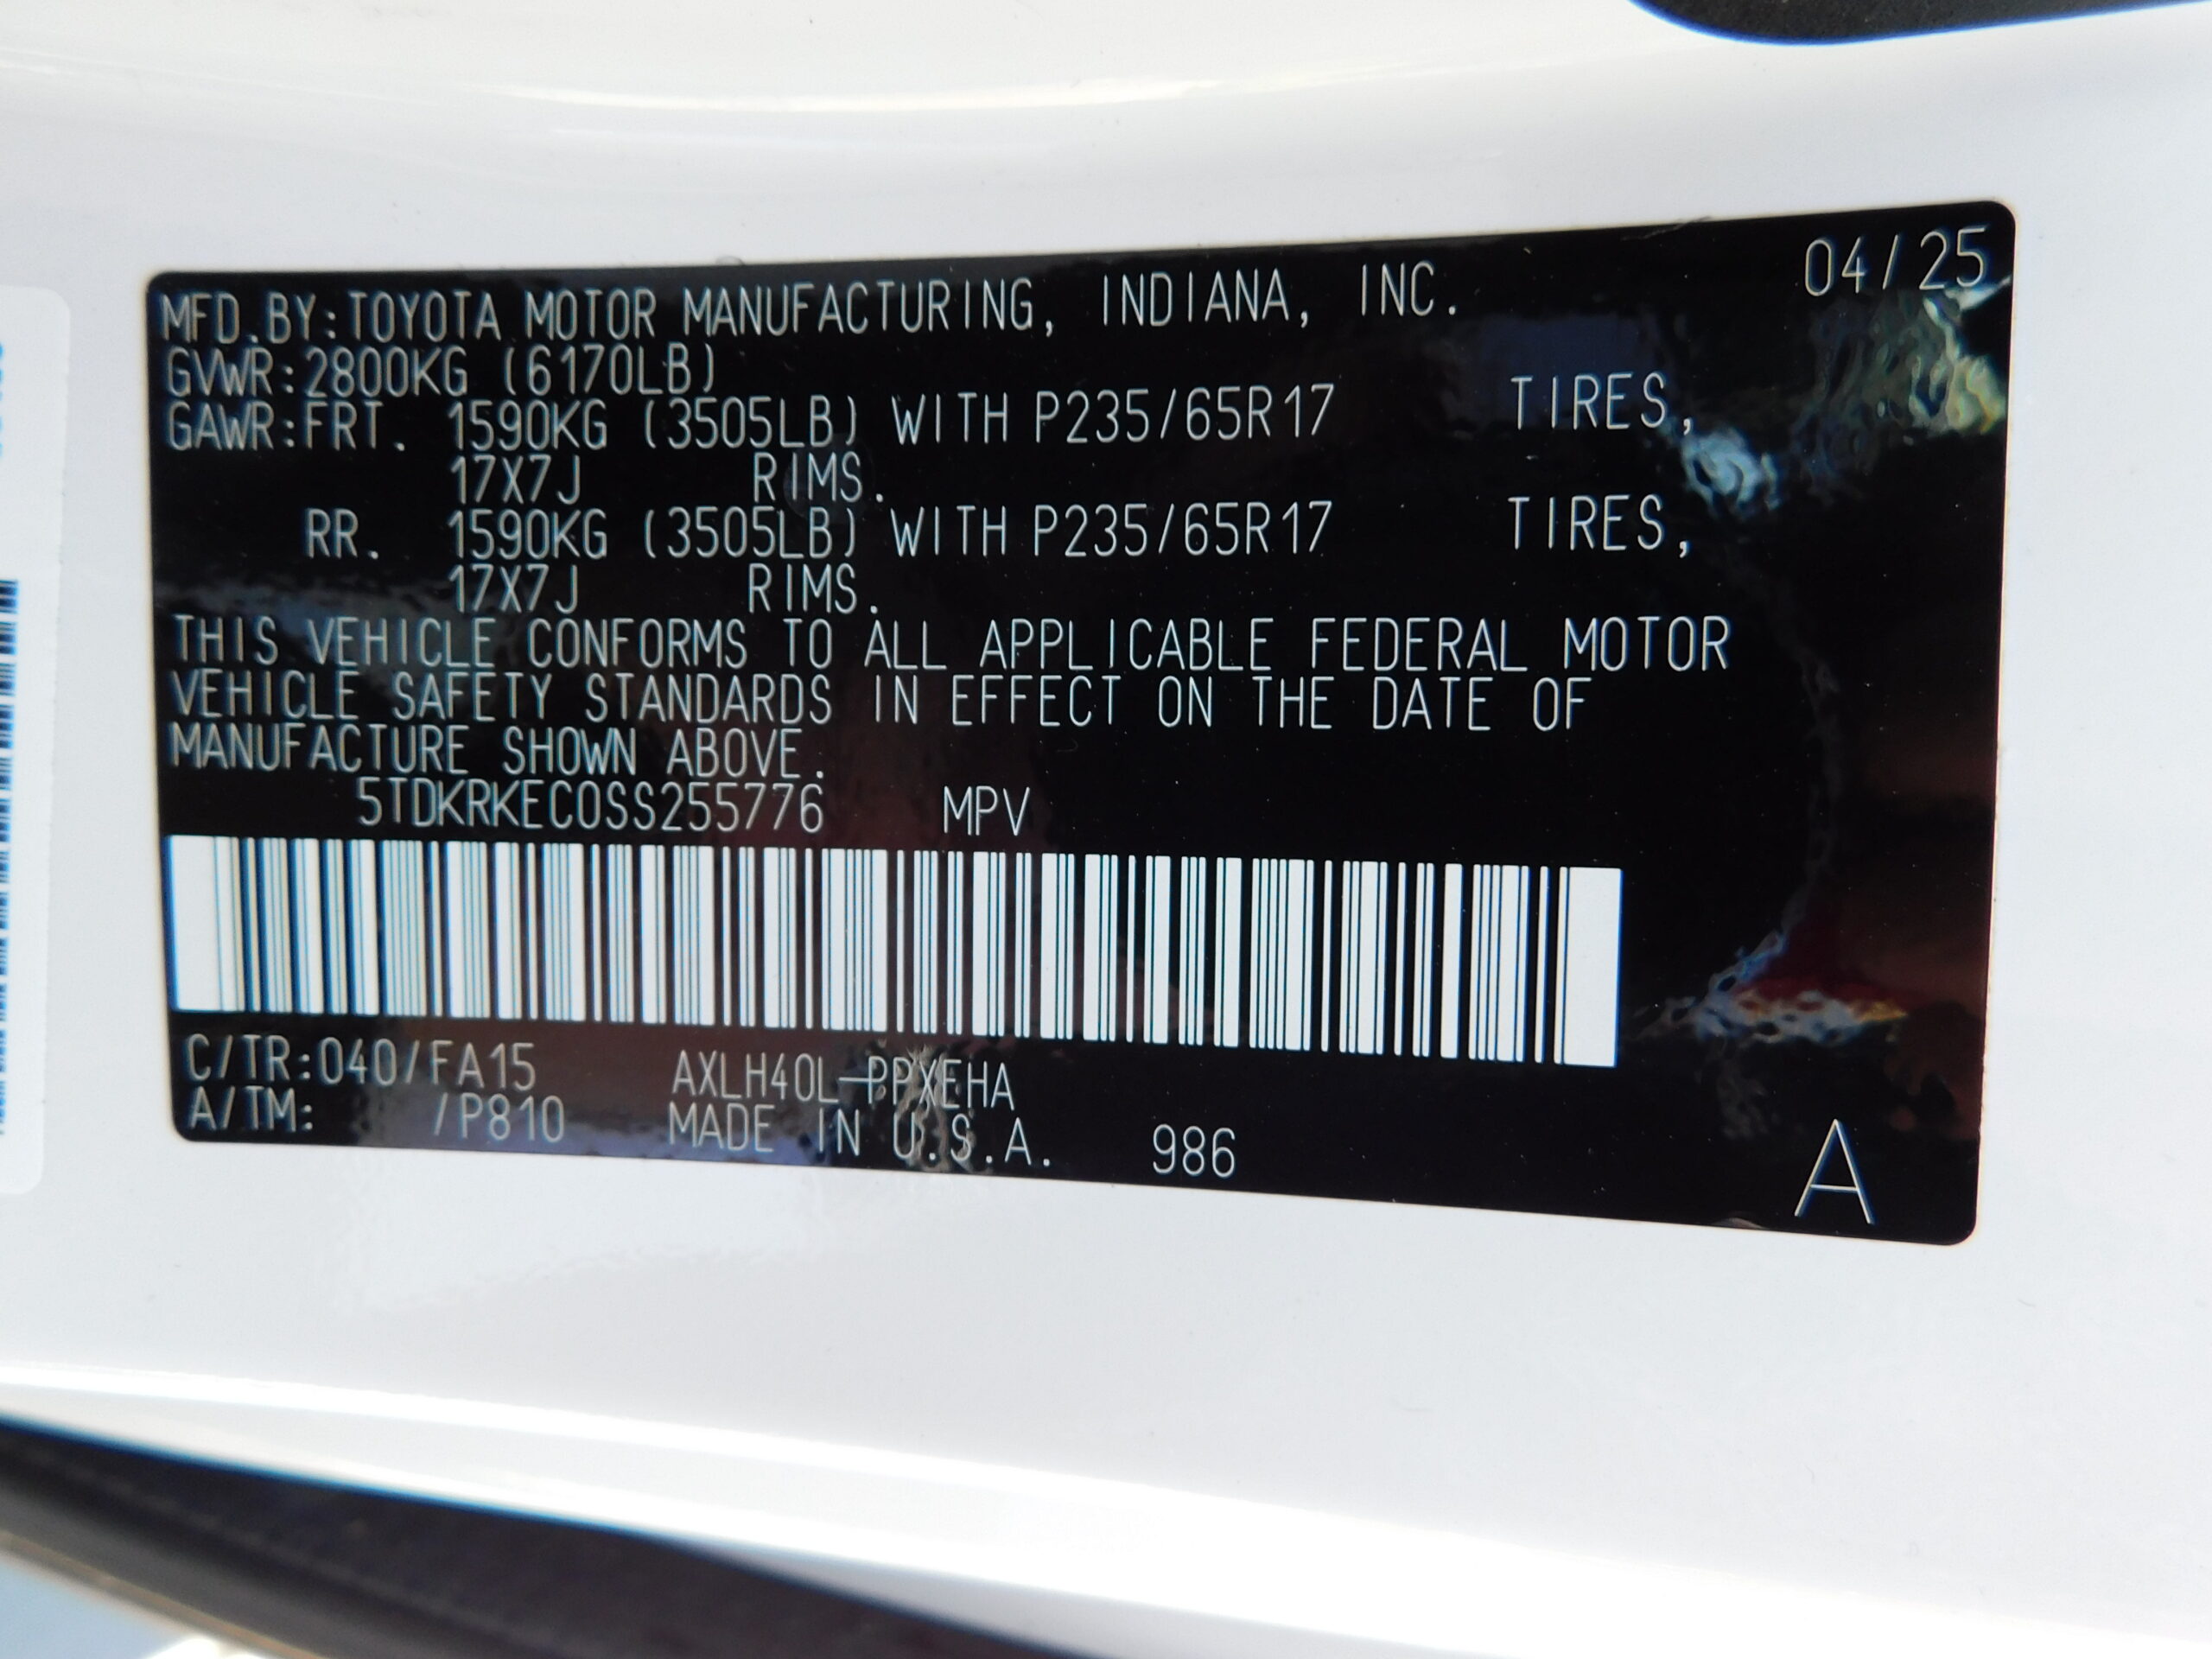 MFD.BY:TOYOTA MOTOR MANUFACTURING, INDIANA, INC. 04/25
GVWR:2800KG (6170LB)
GAWR:FRT. 1590KG (3505LB) WITH P235/65R17 TIRES,
17X7J RIMS.
RR. 1590KG (3505LB) WITH P235/65R17 TIRES,
17X7J RIMS.
THIS VEHICLE CONFORMS TO ALL APPLICABLE FEDERAL MOTOR
VEHICLE SAFETY STANDARDS IN EFFECT ON THE DATE OF
MANUFACTURE SHOWN ABOVE.
5TDKRKEC0SS255776 MPV
C/TR:040/FA15 AXLH40L-PPXEHA
A/TM: /P810 MADE IN U.S.A. 986
A